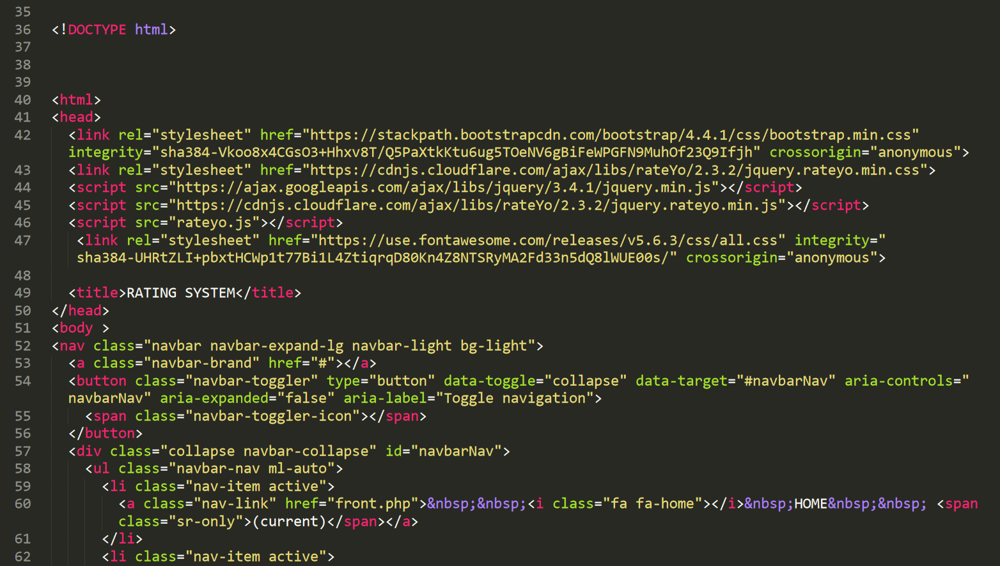 35
36 <!DOCTYPE html>
37
38
39
40 <html>
41 <head>
42 <link rel="stylesheet" href="https://stackpath.bootstrapcdn.com/bootstrap/4.4.1/css/bootstrap.min.css"
integrity="sha384-Vkoo8x4CGsO3+Hhxv8T/Q5PaXtkKtu6ug5TOeNV6gBiFeWPGFN9MuhOf23Q9Ifjh" crossorigin="anonymous">
43 <link rel="stylesheet" href="https://cdnjs.cloudflare.com/ajax/libs/rateYo/2.3.2/jquery.rateyo.min.css">
44 <script src="https://ajax.googleapis.com/ajax/libs/jquery/3.4.1/jquery.min.js"></script>
45 <script src="https://cdnjs.cloudflare.com/ajax/libs/rateYo/2.3.2/jquery.rateyo.min.js"></script>
46 <script src="rateyo.js"></script>
47 <link rel="stylesheet" href="https://use.fontawesome.com/releases/v5.6.3/css/all.css" integrity="
sha384-UHRtZLI+pbxtHCWp1t77Bi1L4ZtiqrqD80Kn4Z8NTSRyMA2Fd33n5dQ8lWUE00s/" crossorigin="anonymous">
48
49 <title>RATING SYSTEM</title>
50 </head>
51 <body >
52 <nav class="navbar navbar-expand-lg navbar-light bg-light">
53 <a class="navbar-brand" href="#"></a>
54 <button class="navbar-toggler" type="button" data-toggle="collapse" data-target="#navbarNav" aria-controls="
navbarNav" aria-expanded="false" aria-label="Toggle navigation">
55 <span class="navbar-toggler-icon"></span>
56 </button>
57 <div class="collapse navbar-collapse" id="navbarNav">
58 <ul class="navbar-nav ml-auto">
59 <li class="nav-item active">
60 <a class="nav-link" href="front.php">&nbsp;&nbsp;<i class="fa fa-home"></i>&nbsp;HOME&nbsp;&nbsp; <span
class="sr-only">(current)</span></a>
61 </li>
62 <li class="nav-item active">